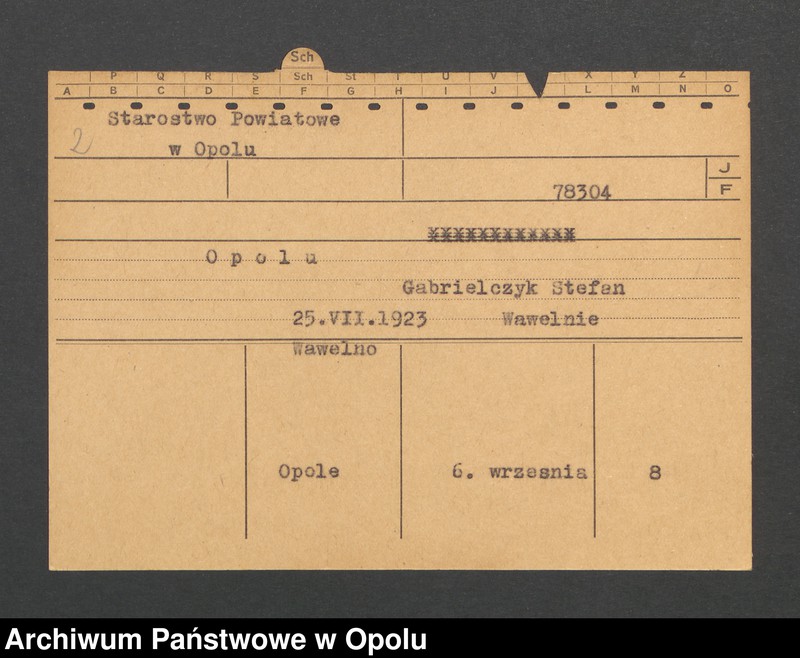 Sch
P Q R S Sch St T U V X Y Z
A B C D E F G H I J L M N O
Starostwo Powiatowe
2
w Opolu
J
78304
F
xxxxxxxxxxxx
O p o l u
Gabrielczyk Stefan
25.VII.1923 Wawelnie
Wawelno
Opole 6. wrzesnia 8
Archiwum Państwowe w Opolu